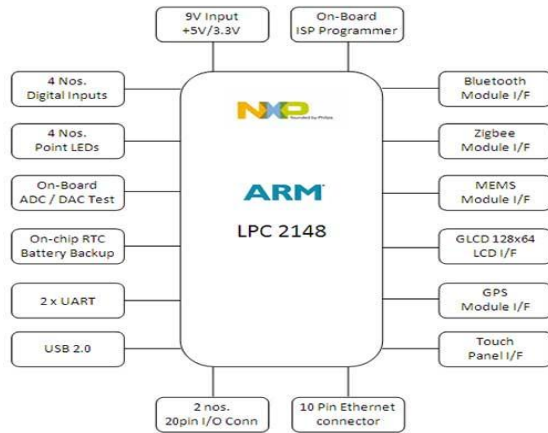 9V Input
+5V/3.3V
On-Board
ISP Programmer
4 Nos.
Digital Inputs
4 Nos.
Point LEDs
On-Board
ADC / DAC Test
On-chip RTC
Battery Backup
2 x UART
USB 2.0
NXP
founded by Philips
ARM
LPC 2148
Bluetooth
Module I/F
Zigbee
Module I/F
MEMS
Module I/F
GLCD 128x64
LCD I/F
GPS
Module I/F
Touch
Panel I/F
2 nos.
20pin I/O Conn
10 Pin Ethernet
connector